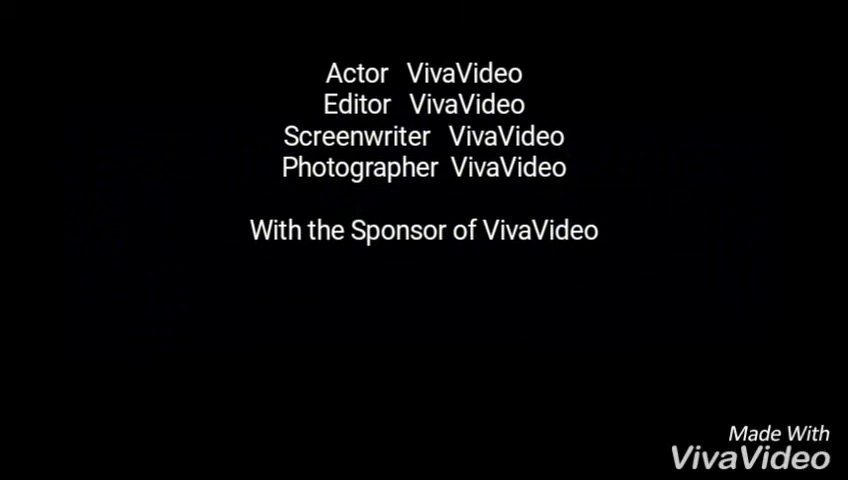 Actor VivaVideo
Editor VivaVideo
Screenwriter VivaVideo
Photographer VivaVideo
With the Sponsor of VivaVideo
Made With
VivaVideo